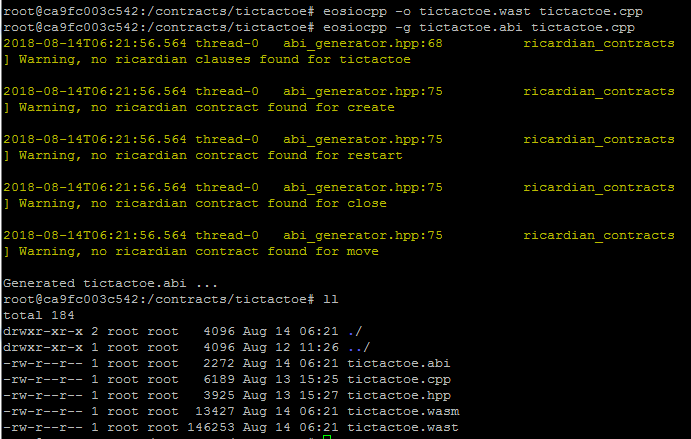 root@ca9fc003c542:/contracts/tictactoe# eosiocpp -o tictactoe.wast tictactoe.cpp
root@ca9fc003c542:/contracts/tictactoe# eosiocpp -g tictactoe.abi tictactoe.cpp
2018-08-14T06:21:56.564 thread-0   abi_generator.hpp:68          ricardian_contracts
] Warning, no ricardian clauses found for tictactoe
2018-08-14T06:21:56.564 thread-0   abi_generator.hpp:75          ricardian_contracts
] Warning, no ricardian contract found for create
2018-08-14T06:21:56.564 thread-0   abi_generator.hpp:75          ricardian_contracts
] Warning, no ricardian contract found for restart
2018-08-14T06:21:56.564 thread-0   abi_generator.hpp:75          ricardian_contracts
] Warning, no ricardian contract found for close
2018-08-14T06:21:56.564 thread-0   abi_generator.hpp:75          ricardian_contracts
] Warning, no ricardian contract found for move
Generated tictactoe.abi ...
root@ca9fc003c542:/contracts/tictactoe# ll
total 184
drwxr-xr-x 2 root root   4096 Aug 14 06:21 ./
drwxr-xr-x 1 root root   4096 Aug 12 11:26 ../
-rw-r--r-- 1 root root   2272 Aug 14 06:21 tictactoe.abi
-rw-r--r-- 1 root root   6189 Aug 13 15:25 tictactoe.cpp
-rw-r--r-- 1 root root   3925 Aug 13 15:27 tictactoe.hpp
-rw-r--r-- 1 root root  13427 Aug 14 06:21 tictactoe.wasm
-rw-r--r-- 1 root root 146253 Aug 14 06:21 tictactoe.wast